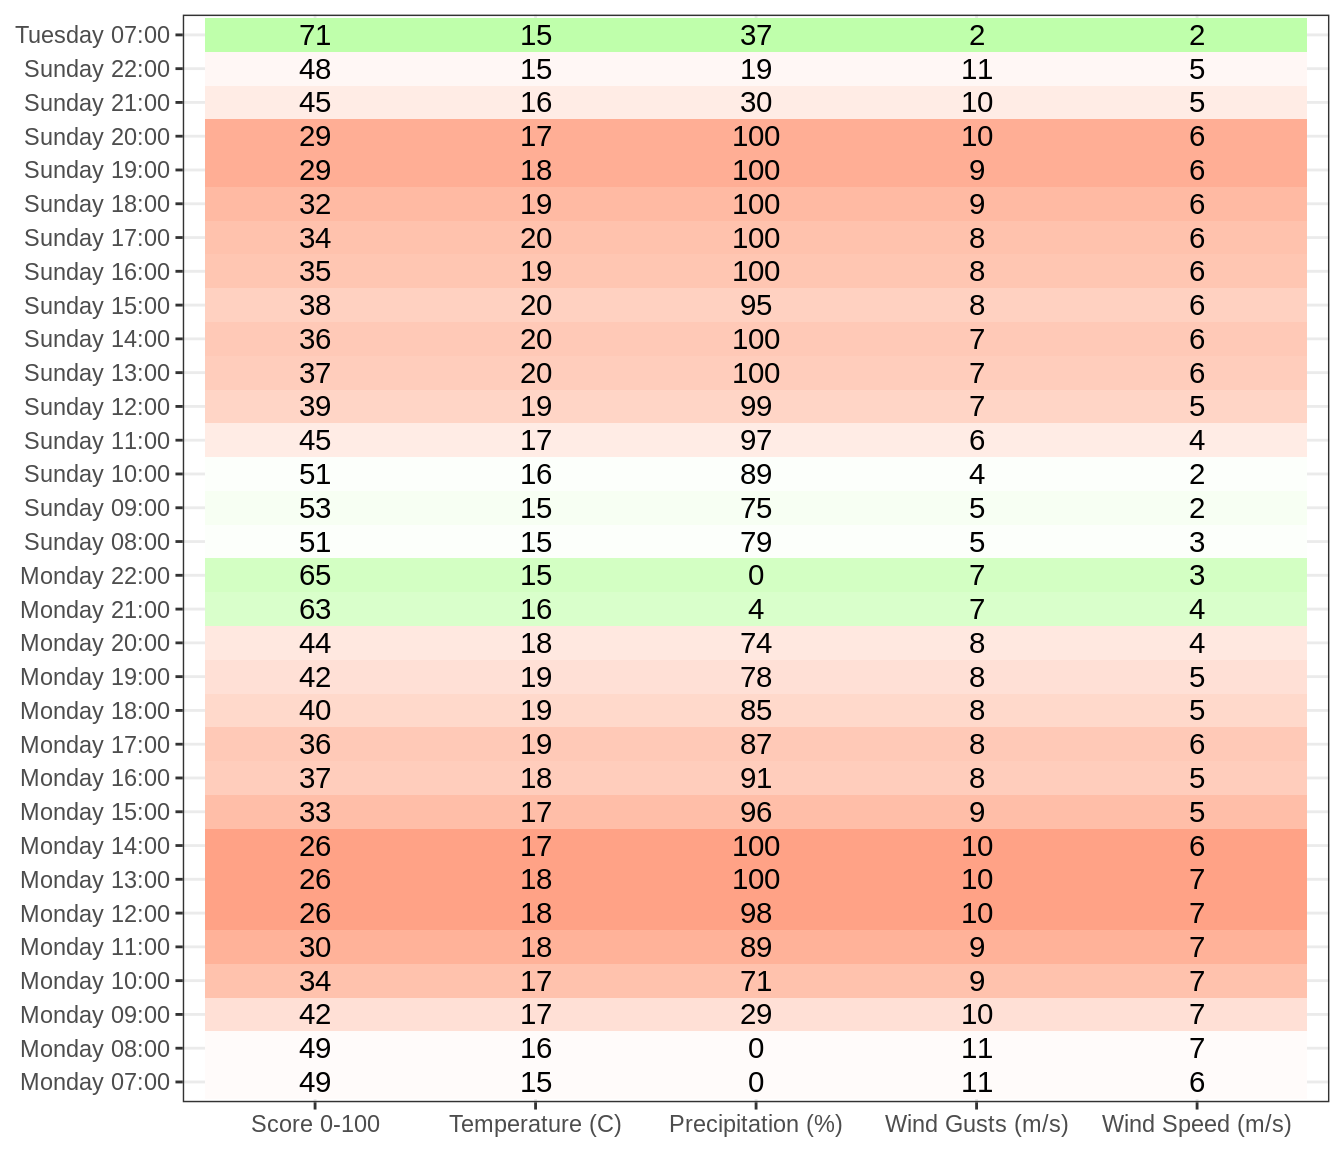 Tuesday 07:00 71 15 37 2 2
Sunday 22:00 48 15 19 11 5
Sunday 21:00 45 16 30 10 5
Sunday 20:00 29 17 100 10 6
Sunday 19:00 29 18 100 9 6
Sunday 18:00 32 19 100 9 6
Sunday 17:00 34 20 100 8 6
Sunday 16:00 35 19 100 8 6
Sunday 15:00 38 20 95 8 6
Sunday 14:00 36 20 100 7 6
Sunday 13:00 37 20 100 7 6
Sunday 12:00 39 19 99 7 5
Sunday 11:00 45 17 97 6 4
Sunday 10:00 51 16 89 4 2
Sunday 09:00 53 15 75 5 2
Sunday 08:00 51 15 79 5 3
Monday 22:00 65 15 0 7 3
Monday 21:00 63 16 4 7 4
Monday 20:00 44 18 74 8 4
Monday 19:00 42 19 78 8 5
Monday 18:00 40 19 85 8 5
Monday 17:00 36 19 87 8 6
Monday 16:00 37 18 91 8 5
Monday 15:00 33 17 96 9 5
Monday 14:00 26 17 100 10 6
Monday 13:00 26 18 100 10 7
Monday 12:00 26 18 98 10 7
Monday 11:00 30 18 89 9 7
Monday 10:00 34 17 71 9 7
Monday 09:00 42 17 29 10 7
Monday 08:00 49 16 0 11 7
Monday 07:00 49 15 0 11 6
Score 0-100 Temperature (C) Precipitation (%) Wind Gusts (m/s) Wind Speed (m/s)